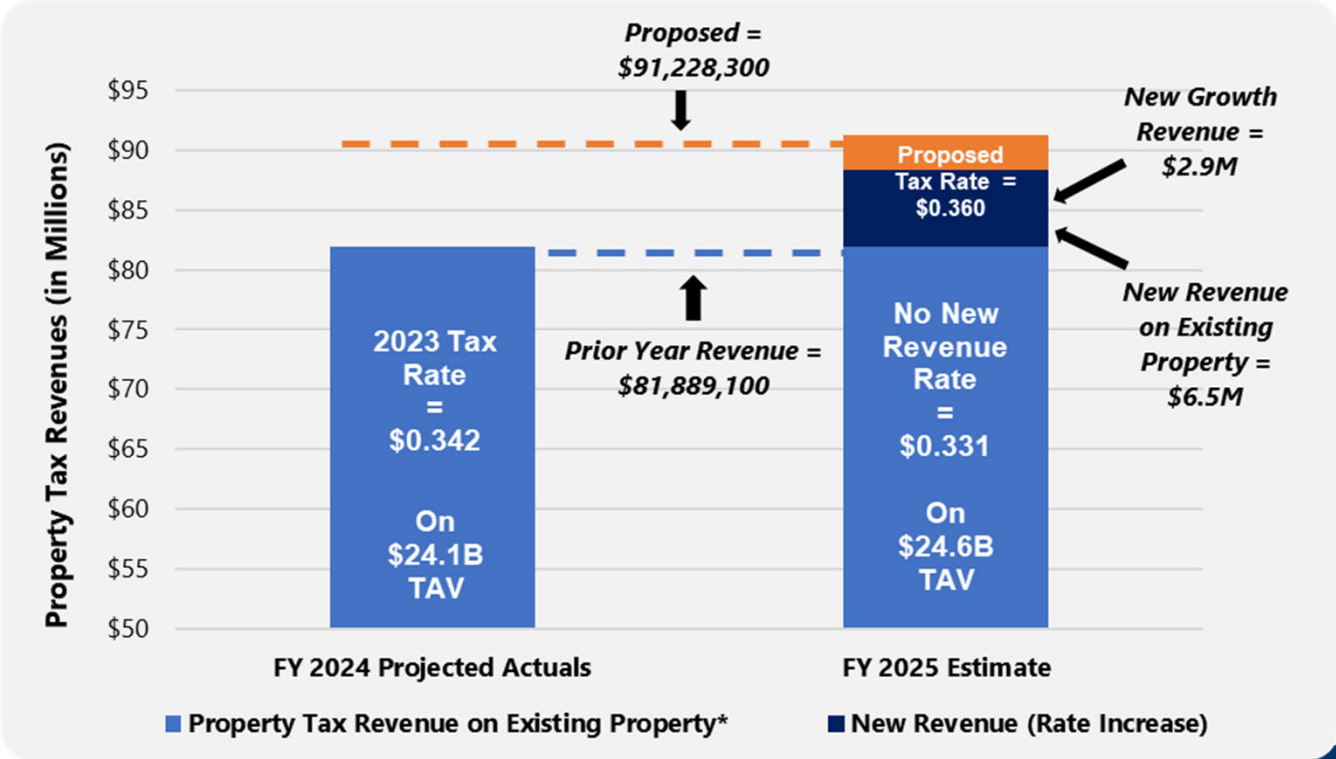 Proposed =
$91,228,300
$95
$90
$85
$80
$75
$70
$65
$60
$55
$50
Property Tax Revenues (in Millions)
2023 Tax
Rate
=
$0.342
On
$24.1B
TAV
Prior Year Revenue =
$81,889,100
Proposed
Tax Rate =
$0.360
No New
Revenue
Rate
=
$0.331
On
$24.6B
TAV
New Growth
Revenue =
$2.9M
New Revenue
on Existing
Property =
$6.5M
FY 2024 Projected Actuals
FY 2025 Estimate
Property Tax Revenue on Existing Property*
New Revenue (Rate Increase)